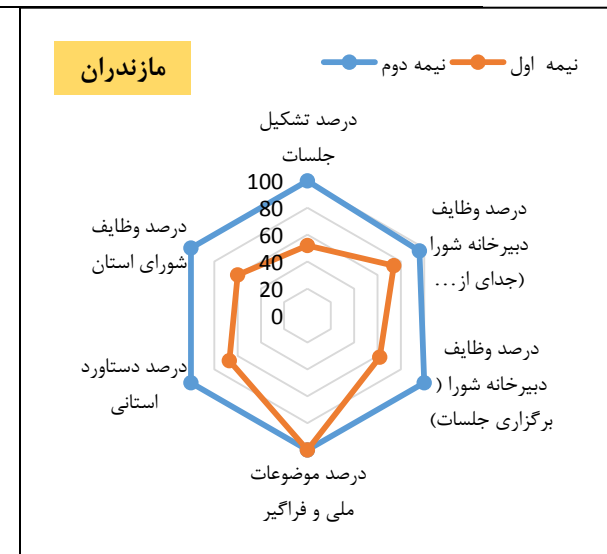 مازندران
نیمه اول
نیمه دوم
درصد تشکیل
جلسات
درصد وظایف
دبیرخانه شورا
(جدای از...
درصد وظایف
دبیرخانه شورا (
برگزاری جلسات)
درصد موضوعات
ملی و فراگیر
درصد دستاورد
استانی
درصد وظایف
شورای استان
100
80
60
40
20
0